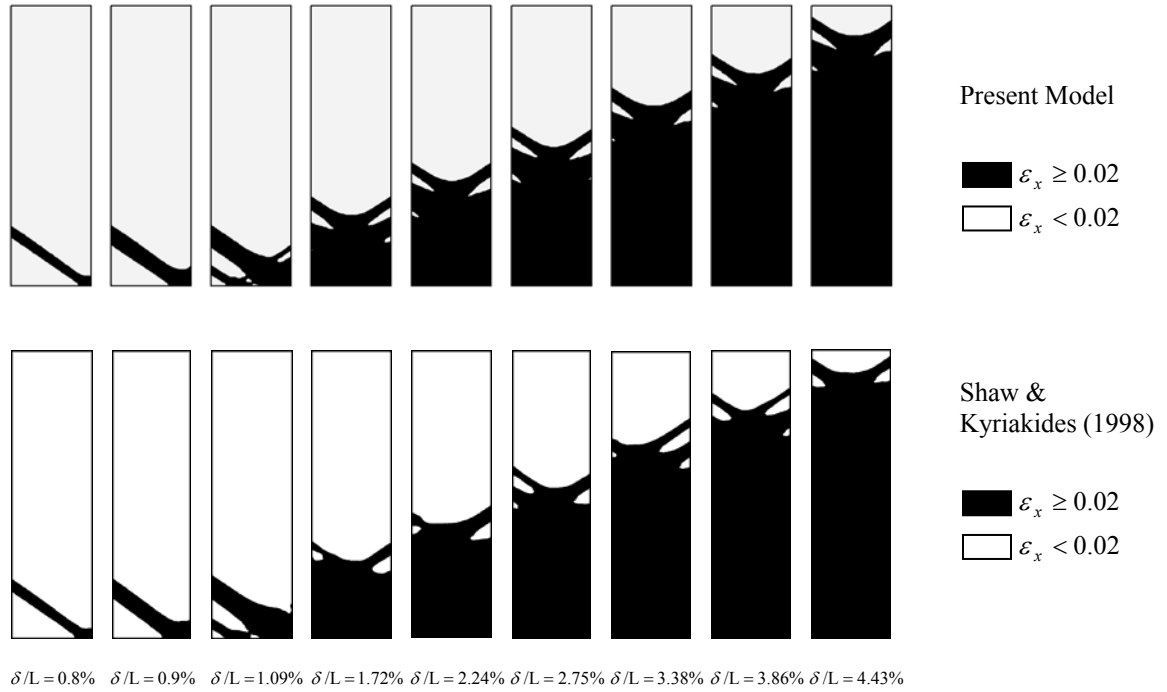 Present Model
ε_x ≥ 0.02
ε_x < 0.02
Shaw &
Kyriakides (1998)
ε_x ≥ 0.02
ε_x < 0.02
δ/L = 0.8% δ/L = 0.9% δ/L = 1.09% δ/L = 1.72% δ/L = 2.24% δ/L = 2.75% δ/L = 3.38% δ/L = 3.86% δ/L = 4.43%